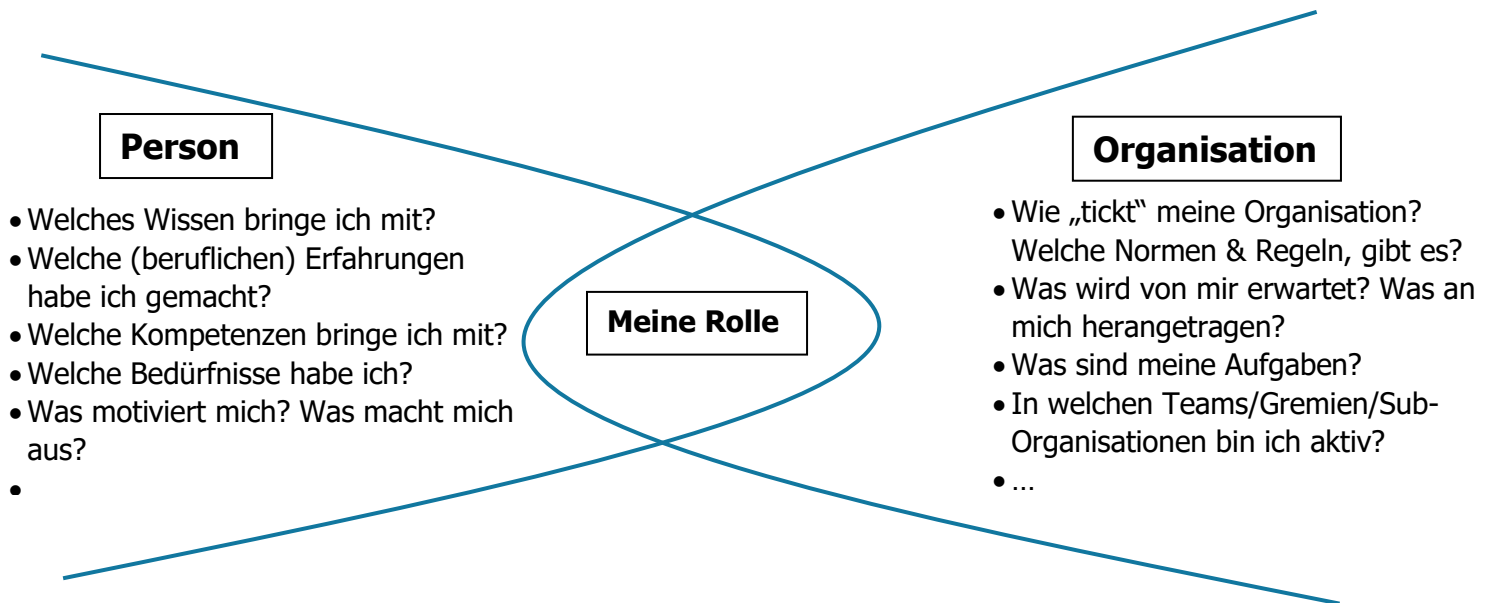 Person
• Welches Wissen bringe ich mit?
• Welche (beruflichen) Erfahrungen
habe ich gemacht?
• Welche Kompetenzen bringe ich mit?
• Welche Bedürfnisse habe ich?
• Was motiviert mich? Was macht mich
aus?
•
Meine Rolle
Organisation
• Wie „tickt“ meine Organisation?
Welche Normen & Regeln, gibt es?
• Was wird von mir erwartet? Was an
mich herangetragen?
• Was sind meine Aufgaben?
• In welchen Teams/Gremien/Sub-
Organisationen bin ich aktiv?
• ...